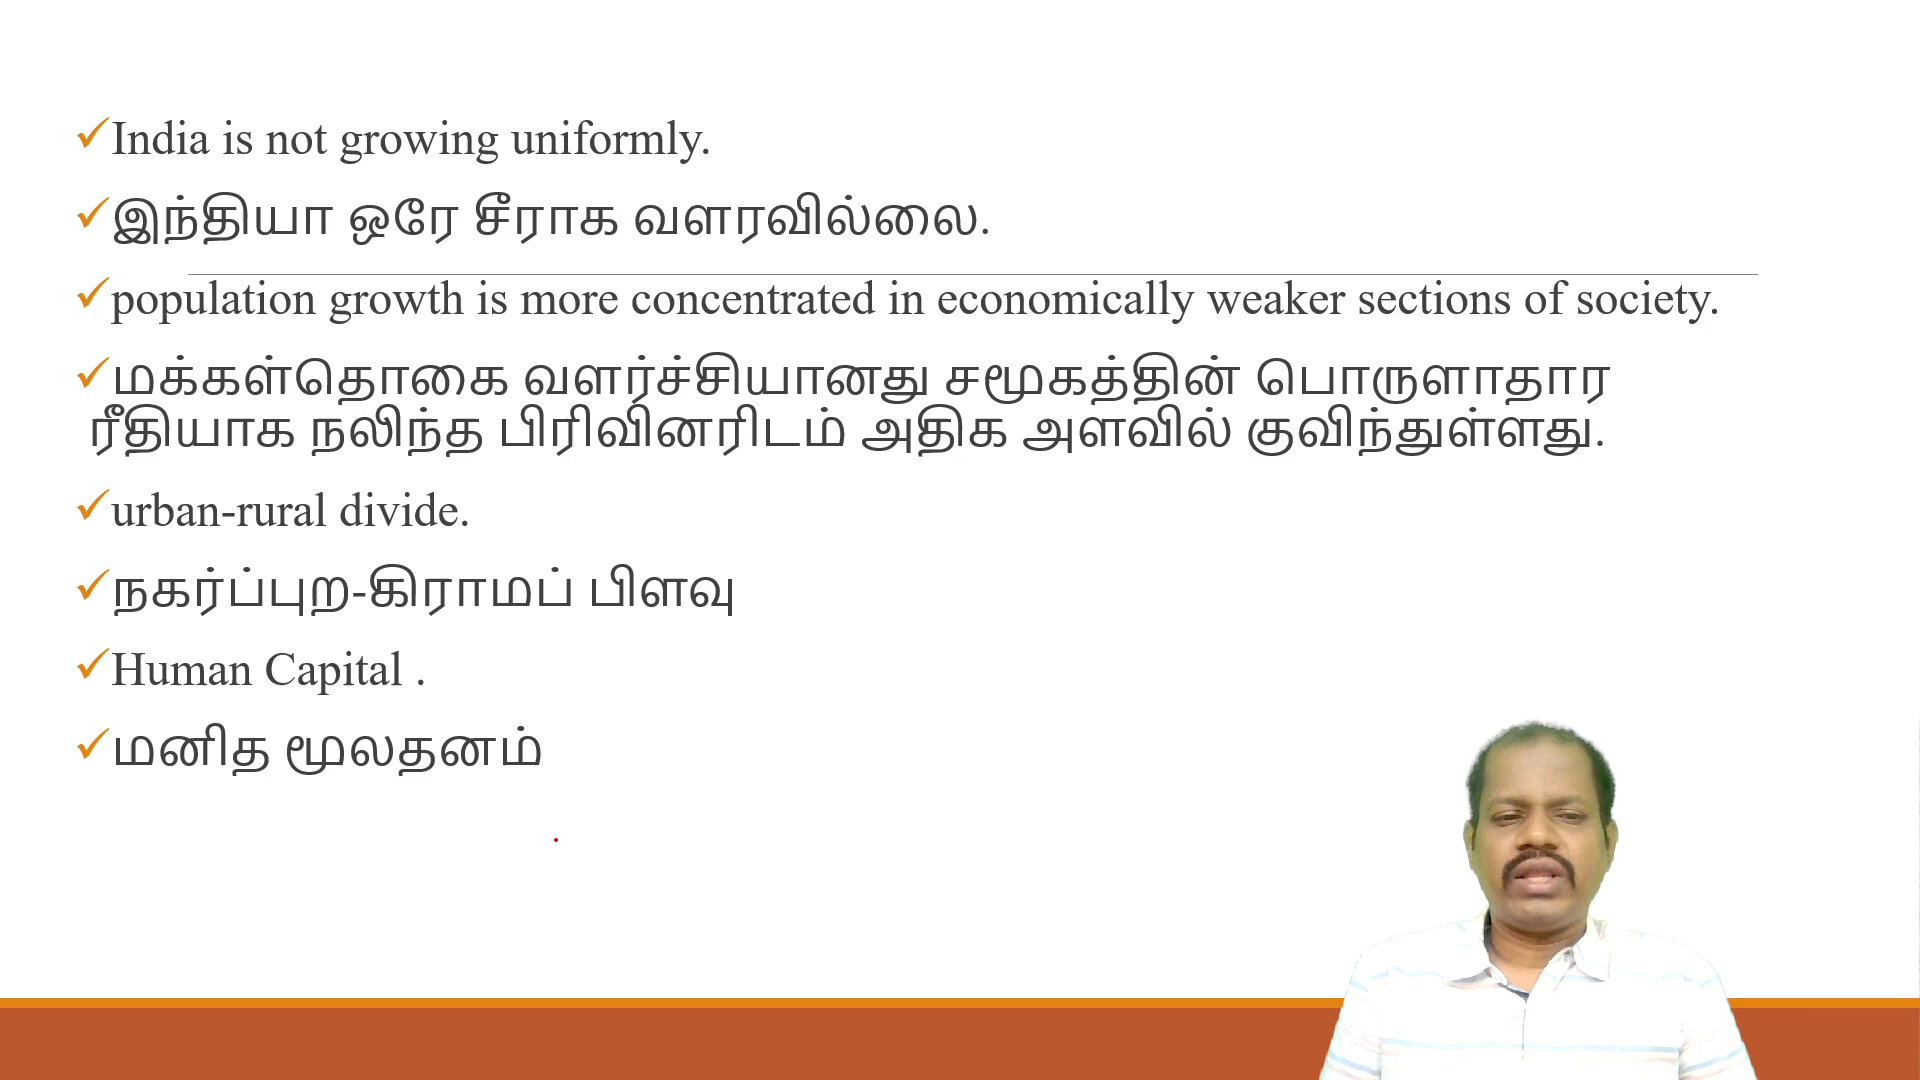 India is not growing uniformly.
இந்தியா ஒரே சீராக வளரவில்லை.
population growth is more concentrated in economically weaker sections of society.
மக்கள்தொகை வளர்ச்சியானது சமூகத்தின் பொருளாதார
ரீதியாக நலிந்த பிரிவினரிடம் அதிக அளவில் குவிந்துள்ளது.
urban-rural divide.
நகர்ப்புற-கிராமப் பிளவு
Human Capital .
மனித மூலதனம்